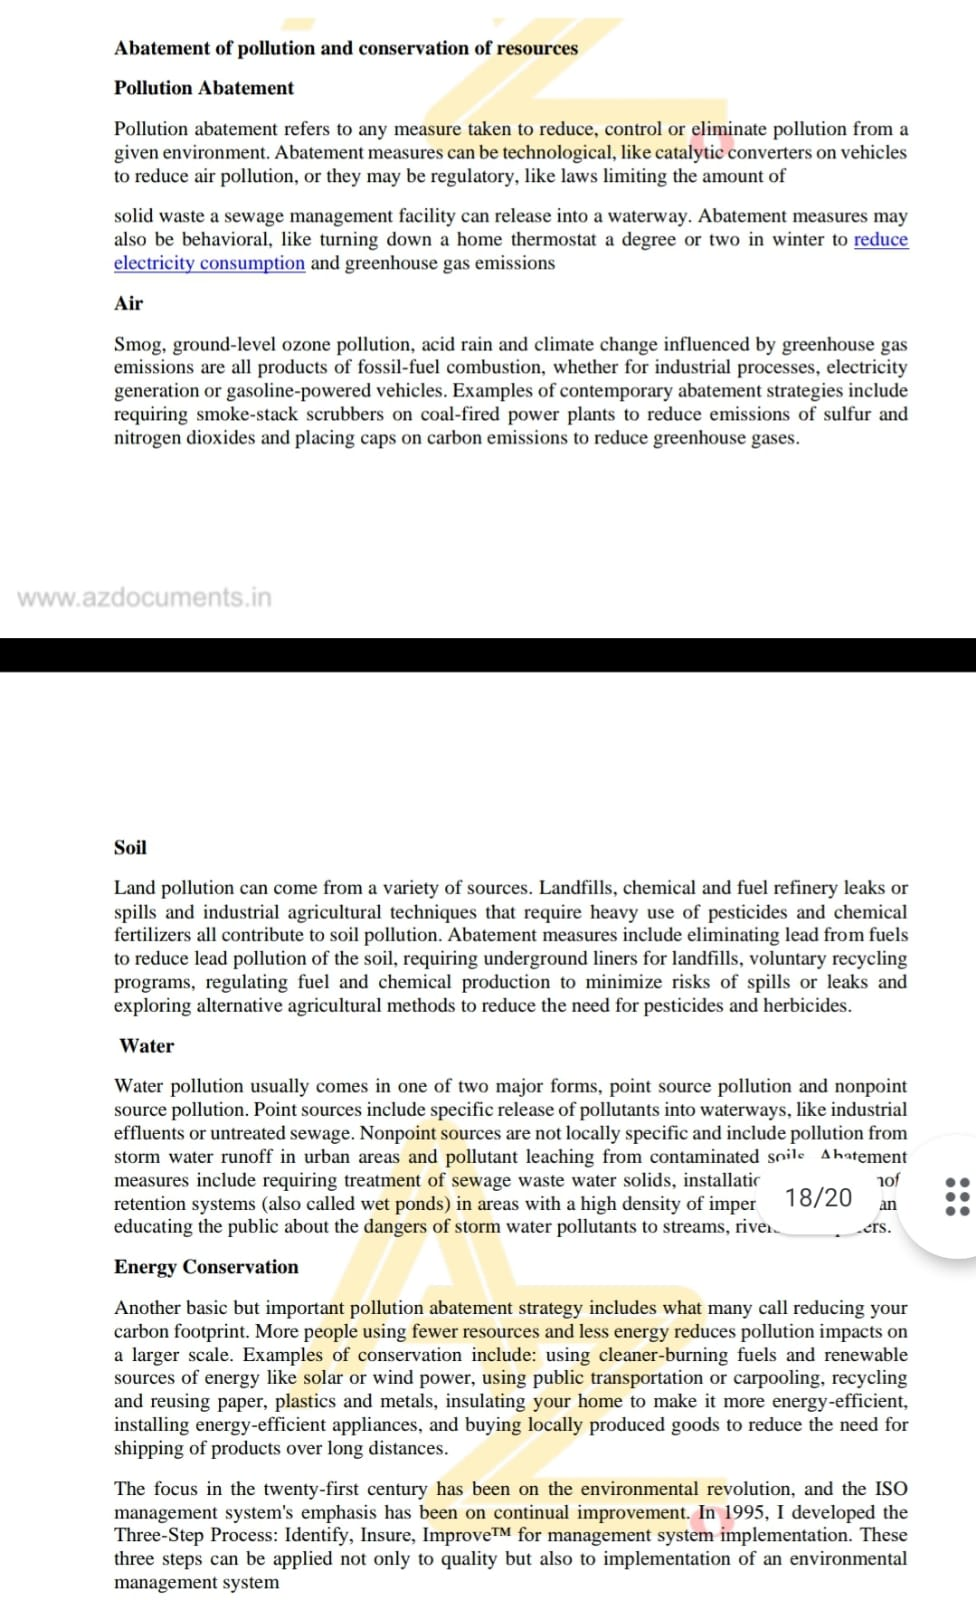 Abatement of pollution and conservation of resources
Pollution Abatement
Pollution abatement refers to any measure taken to reduce, control or eliminate pollution from a
given environment. Abatement measures can be technological, like catalytic converters on vehicles
to reduce air pollution, or they may be regulatory, like laws limiting the amount of
solid waste a sewage management facility can release into a waterway. Abatement measures may
also be behavioral, like turning down a home thermostat a degree or two in winter to reduce
electricity consumption and greenhouse gas emissions
Air
Smog, ground-level ozone pollution, acid rain and climate change influenced by greenhouse gas
emissions are all products of fossil-fuel combustion, whether for industrial processes, electricity
generation or gasoline-powered vehicles. Examples of contemporary abatement strategies include
requiring smoke-stack scrubbers on coal-fired power plants to reduce emissions of sulfur and
nitrogen dioxides and placing caps on carbon emissions to reduce greenhouse gases.
www.azdocuments.in
Soil
Land pollution can come from a variety of sources. Landfills, chemical and fuel refinery leaks or
spills and industrial agricultural techniques that require heavy use of pesticides and chemical
fertilizers all contribute to soil pollution. Abatement measures include eliminating lead from fuels
to reduce lead pollution of the soil, requiring underground liners for landfills, voluntary recycling
programs, regulating fuel and chemical production to minimize risks of spills or leaks and
exploring alternative agricultural methods to reduce the need for pesticides and herbicides.
Water
Water pollution usually comes in one of two major forms, point source pollution and nonpoint
source pollution. Point sources include specific release of pollutants into waterways, like industrial
effluents or untreated sewage. Nonpoint sources are not locally specific and include pollution from
storm water runoff in urban areas and pollutant leaching from contaminated soils. Abatement
measures include requiring treatment of sewage waste water solids,
retention systems (also called wet ponds) in areas with a high density of
18/20
educating the public about the dangers of storm water pollutants to streams,
Energy Conservation
Another basic but important pollution abatement strategy includes what many call reducing your
carbon footprint. More people using fewer resources and less energy reduces pollution impacts on
a larger scale. Examples of conservation include: using cleaner-burning fuels and renewable
sources of energy like solar or wind power, using public transportation or carpooling, recycling
and reusing paper, plastics and metals, insulating your home to make it more energy-efficient,
installing energy-efficient appliances, and buying locally produced goods to reduce the need for
shipping of products over long distances.
The focus in the twenty-first century has been on the environmental revolution, and the ISO
management system's emphasis has been on continual improvement. In 1995, I developed the
Three-Step Process: Identify, Insure, Improve™ for management system implementation. These
three steps can be applied not only to quality but also to implementation of an environmental
management system